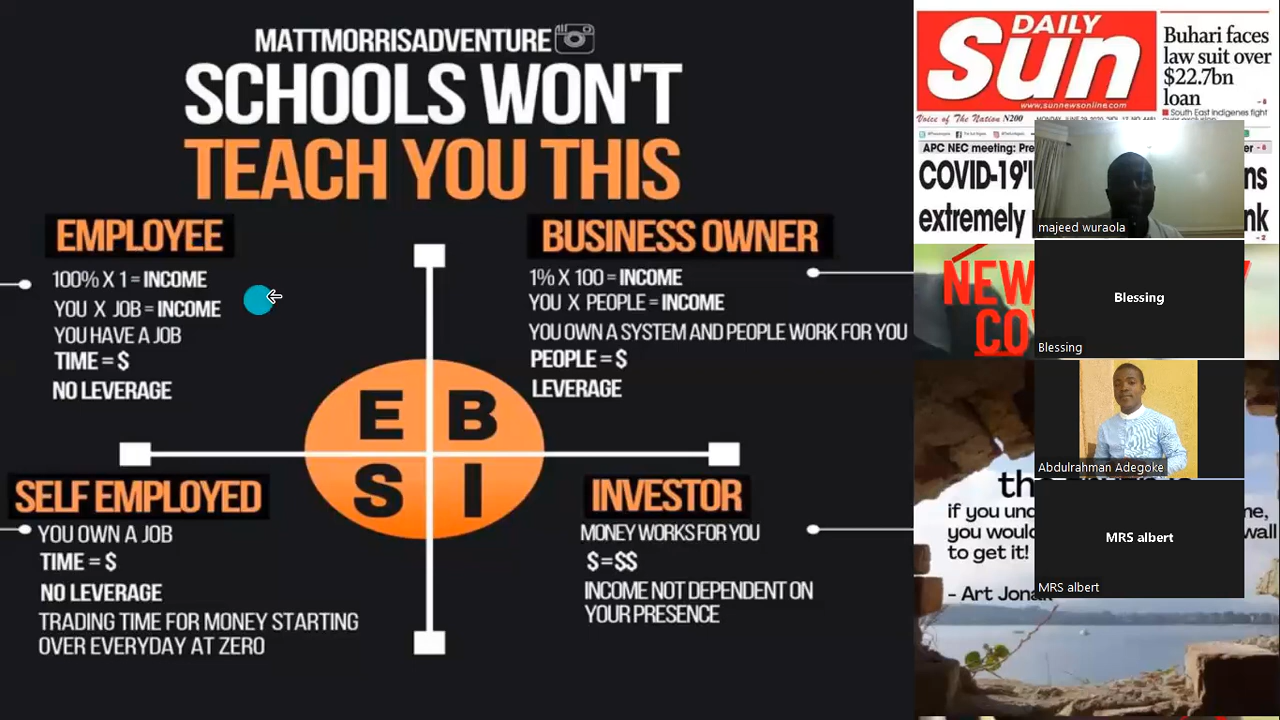 MATTMORRISADVENTURE
SCHOOLS WON'T
TEACH YOU THIS
EMPLOYEE
100% X 1 = INCOME
YOU X JOB = INCOME
YOU HAVE A JOB
TIME = $
NO LEVERAGE
BUSINESS OWNER
1% X 100 = INCOME
YOU X PEOPLE = INCOME
YOU OWN A SYSTEM AND PEOPLE WORK FOR YOU
PEOPLE = $
LEVERAGE
E B
S I
SELF EMPLOYED
YOU OWN A JOB
TIME = $
NO LEVERAGE
TRADING TIME FOR MONEY STARTING
OVER EVERYDAY AT ZERO
INVESTOR
MONEY WORKS FOR YOU
$=$$
INCOME NOT DEPENDENT ON
YOUR PRESENCE
DAILY
Sun
www.sunnewsonline.com
Voice of The Nation N200
Buhari faces
law suit over
$22.7bn
loan
South East indigenes fight
APC NEC meeting:
COVID-19
extremely
NEW
majeed wuraola
Blessing
Blessing
Abdulrahman Adegoke
MRS albert
MRS albert
if you
you would
wall
to get it!
- Art